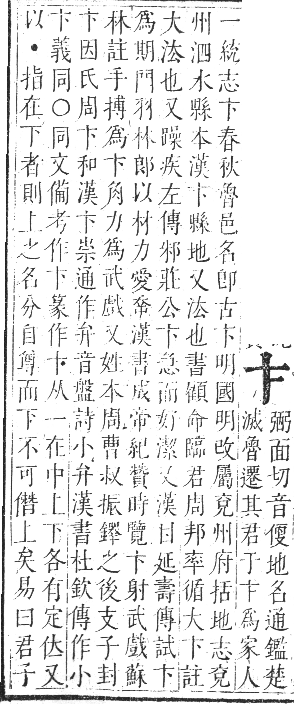 卞
弼面切音㑮地名通鑑楚
滅魯遷其君于卞爲家人
一統志卞春秋魯邑名卽古卞明國明攺屬兗州府括地志兗
州泗水縣本漢卞縣地又法也書顧命臨君周邦率循大卞註
大法也又躁疾左傳邾莊公卞急而好潔又漢甘延壽傳試卞
爲期門羽林郎以材力愛幸漢書成帝紀贊時覽卞射武戲蘇
林註手搏爲卞角力爲武戲又姓本周曹叔振鐸之後支子封
卞因氏周卞和漢卞崇通作弁音盤詩小弁漢書杜欽傳作小
卞義同〇同文備考作卞篆作从一在中上下各有定体又
以•指在下者則上之名分自尊而下不可僭上矣易曰君子